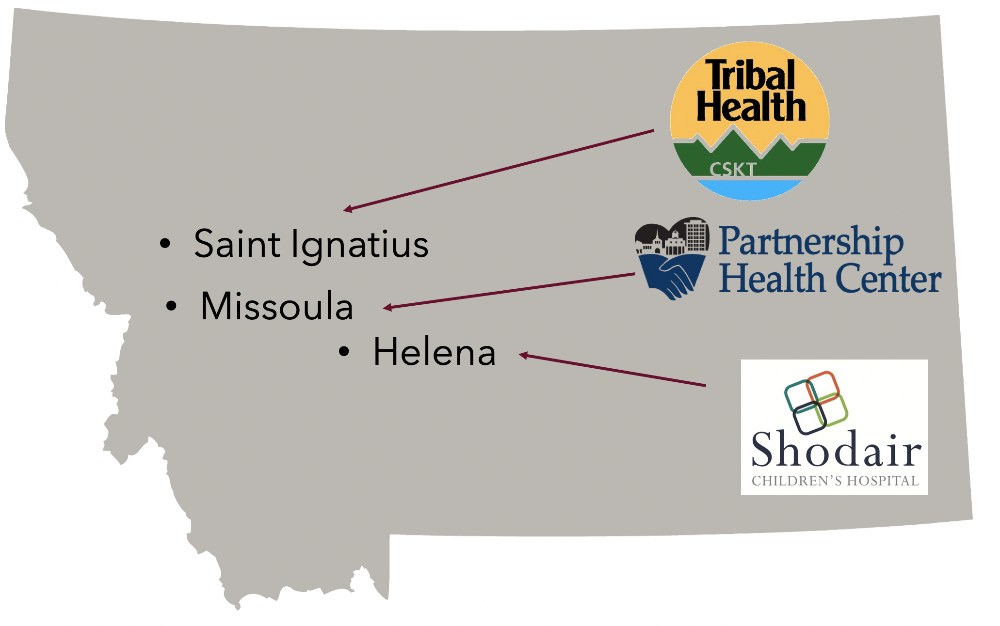 Tribal
Health
CSKT
• Saint Ignatius
Partnership
Health Center
• Missoula
• Helena
Shodair
CHILDREN’S HOSPITAL